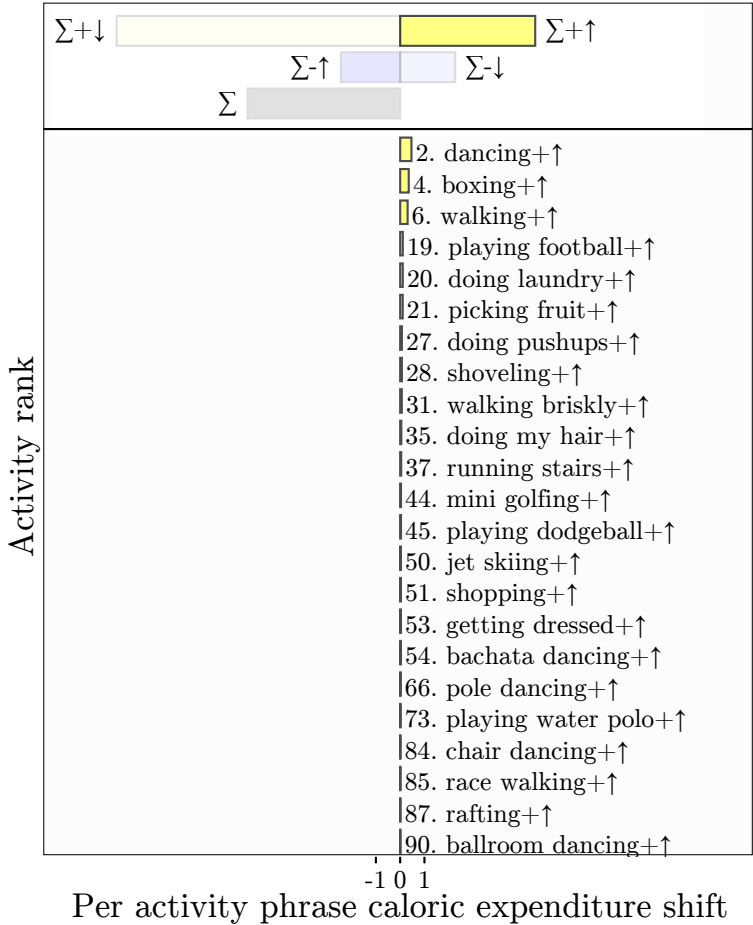 ∑+↓ ∑+↑
∑-↑ ∑-↓
∑
2. dancing+↑
4. boxing+↑
6. walking+↑
19. playing football+↑
20. doing laundry+↑
21. picking fruit+↑
27. doing pushups+↑
28. shoveling+↑
31. walking briskly+↑
35. doing my hair+↑
37. running stairs+↑
44. mini golfing+↑
45. playing dodgeball+↑
50. jet skiing+↑
51. shopping+↑
53. getting dressed+↑
54. bachata dancing+↑
66. pole dancing+↑
73. playing water polo+↑
84. chair dancing+↑
85. race walking+↑
87. rafting+↑
90. ballroom dancing+↑
Activity rank
-1 0 1
Per activity phrase caloric expenditure shift